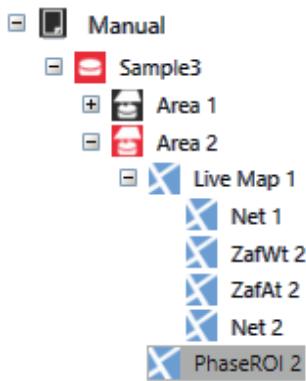 Manual
Sample3
Area 1
Area 2
Live Map 1
Net 1
ZafWt 2
ZafAt 2
Net 2
PhaseROI 2